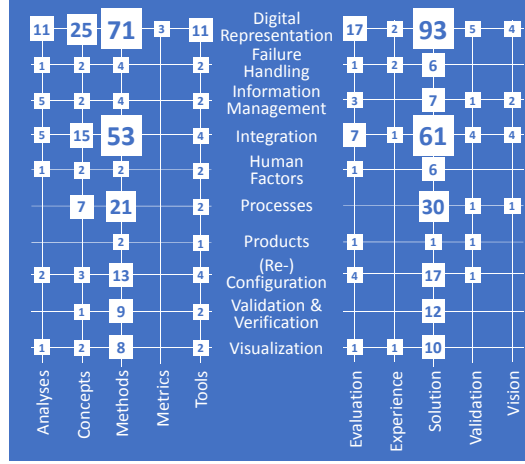 11 25 71 3 11 Digital Representation 17 2 93 5 4
1 2 4 2 Failure Handling 1 2 6
5 2 4 2 Information Management 3 7 1 2
5 15 53 4 Integration 7 1 61 4 4
1 2 2 2 Human Factors 1 6
7 21 2 Processes 30 1 1
2 1 Products 1 1 1
2 3 13 4 (Re-) Configuration 4 17 1
1 9 2 Validation & Verification 12
1 2 8 2 Visualization 1 1 10
Analyses Concepts Methods Metrics Tools Evaluation Experience Solution Validation Vision